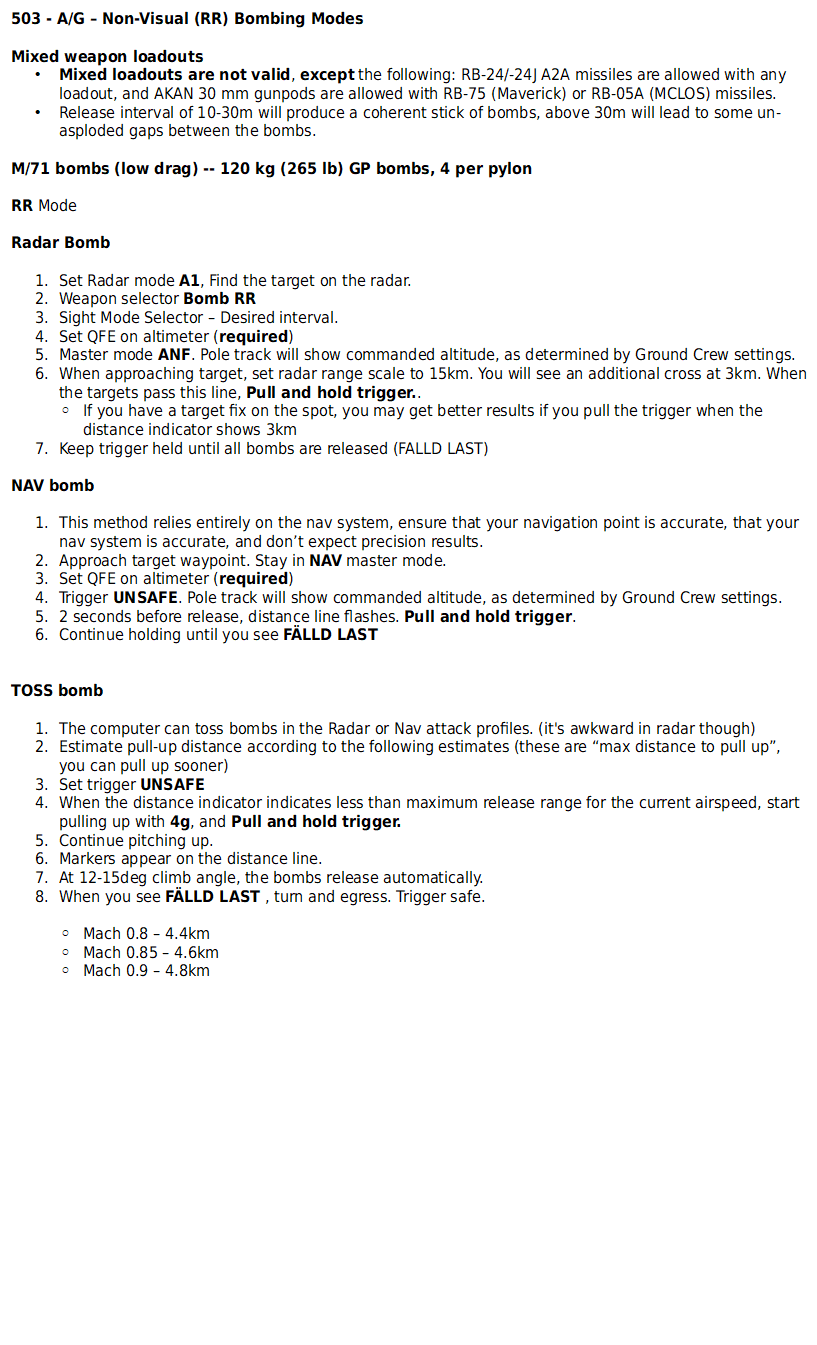 503 - A/G – Non-Visual (RR) Bombing Modes
Mixed weapon loadouts
• Mixed loadouts are not valid, except the following: RB-24/-24J A2A missiles are allowed with any
loadout, and AKAN 30 mm gunpods are allowed with RB-75 (Maverick) or RB-05A (MCLOS) missiles.
• Release interval of 10-30m will produce a coherent stick of bombs, above 30m will lead to some un-
asploded gaps between the bombs.
M/71 bombs (low drag) -- 120 kg (265 lb) GP bombs, 4 per pylon
RR Mode
Radar Bomb
1. Set Radar mode A1, Find the target on the radar.
2. Weapon selector Bomb RR
3. Sight Mode Selector – Desired interval.
4. Set QFE on altimeter (required)
5. Master mode ANF. Pole track will show commanded altitude, as determined by Ground Crew settings.
6. When approaching target, set radar range scale to 15km. You will see an additional cross at 3km. When
the targets pass this line, Pull and hold trigger..
○ If you have a target fix on the spot, you may get better results if you pull the trigger when the
distance indicator shows 3km
7. Keep trigger held until all bombs are released (FALLD LAST)
NAV bomb
1. This method relies entirely on the nav system, ensure that your navigation point is accurate, that your
nav system is accurate, and don’t expect precision results.
2. Approach target waypoint. Stay in NAV master mode.
3. Set QFE on altimeter (required)
4. Trigger UNSAFE. Pole track will show commanded altitude, as determined by Ground Crew settings.
5. 2 seconds before release, distance line flashes. Pull and hold trigger.
6. Continue holding until you see FÄLLD LAST
TOSS bomb
1. The computer can toss bombs in the Radar or Nav attack profiles. (it's awkward in radar though)
2. Estimate pull-up distance according to the following estimates (these are “max distance to pull up”,
you can pull up sooner)
3. Set trigger UNSAFE
4. When the distance indicator indicates less than maximum release range for the current airspeed, start
pulling up with 4g, and Pull and hold trigger.
5. Continue pitching up.
6. Markers appear on the distance line.
7. At 12-15deg climb angle, the bombs release automatically.
8. When you see FÄLLD LAST , turn and egress. Trigger safe.
○ Mach 0.8 – 4.4km
○ Mach 0.85 – 4.6km
○ Mach 0.9 – 4.8km